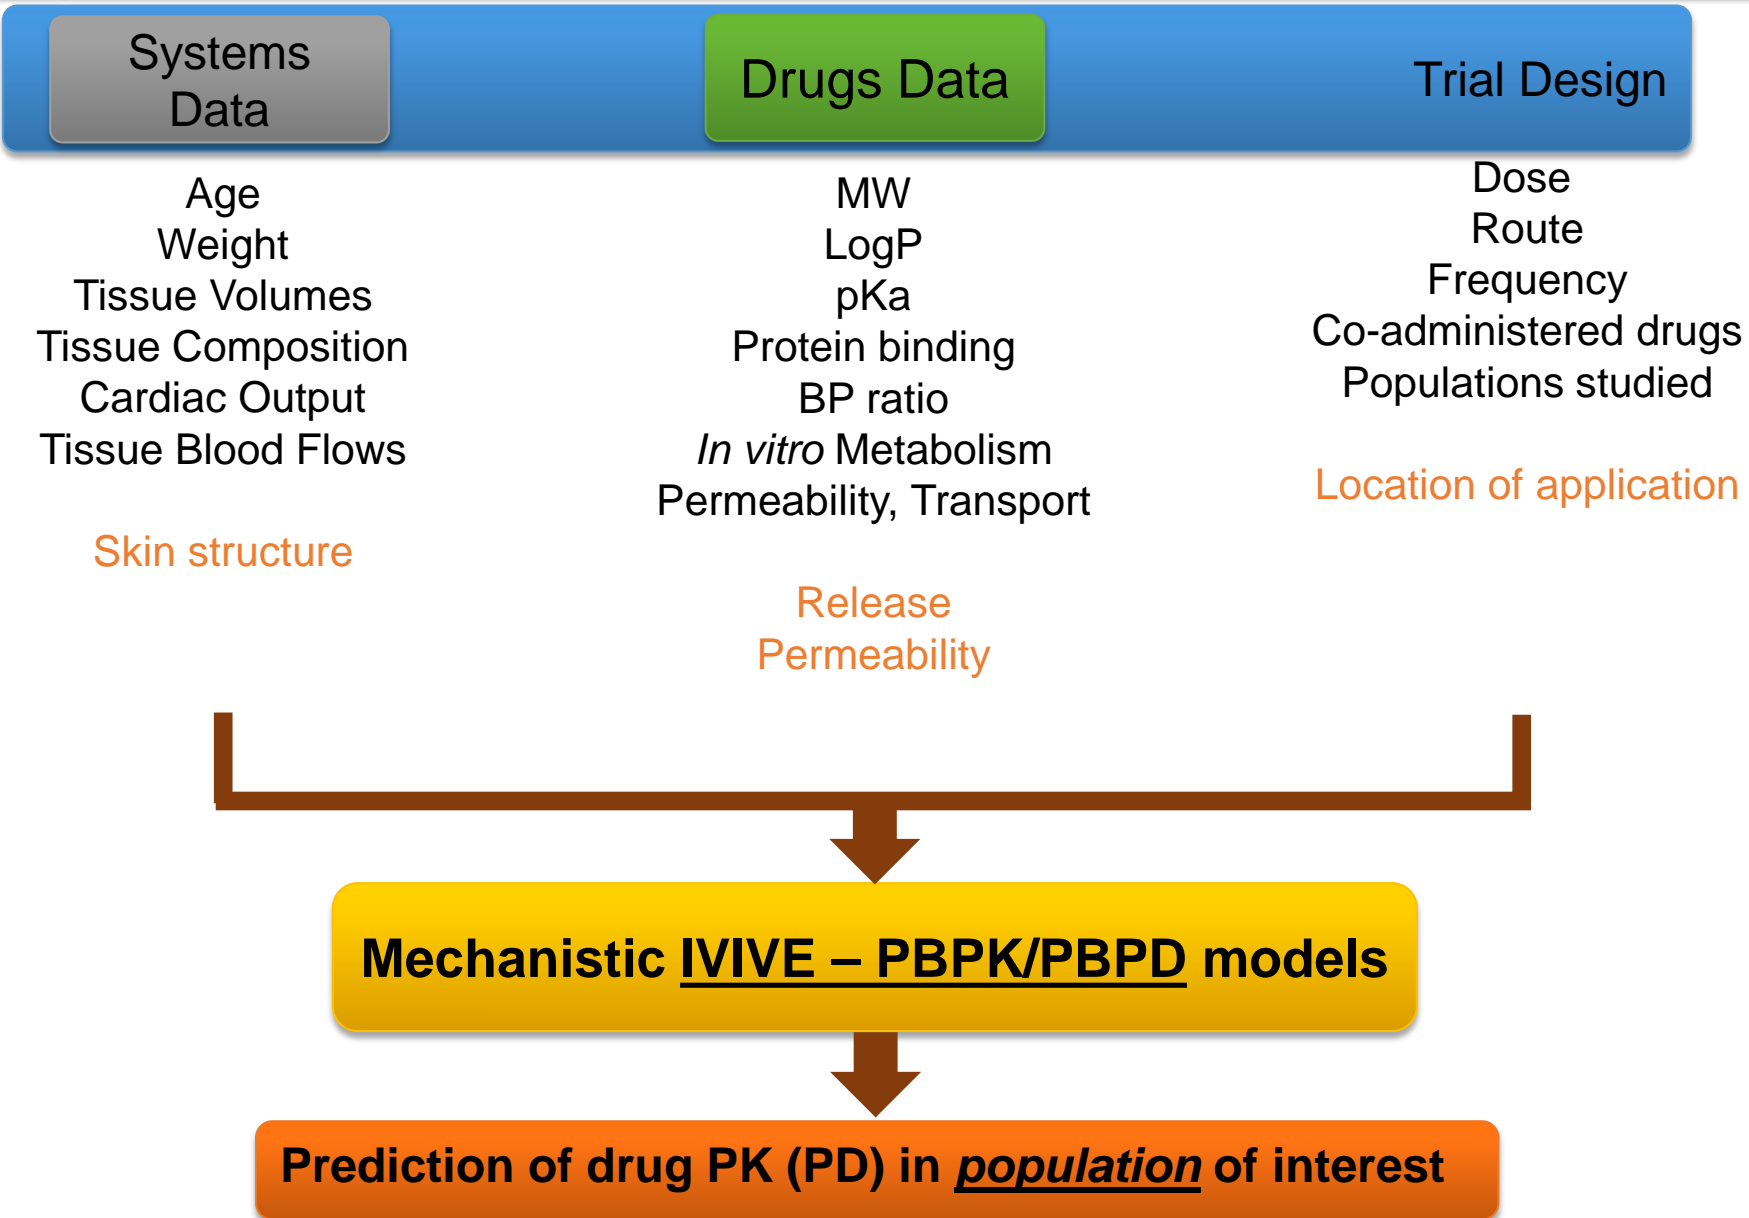 Systems
Data
Drugs Data
Trial Design
Age
Weight
Tissue Volumes
Tissue Composition
Cardiac Output
Tissue Blood Flows
Skin structure
MW
LogP
pKa
Protein binding
BP ratio
In vitro Metabolism
Permeability, Transport
Release
Permeability
Dose
Route
Frequency
Co-administered drugs
Populations studied
Location of application
Mechanistic IVIVE – PBPK/PBPD models
Prediction of drug PK (PD) in population of interest